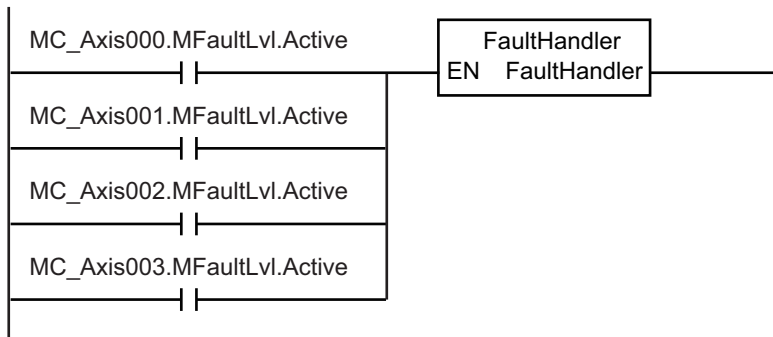 MC_Axis000.MFaultLvl.Active
FaultHandler
EN FaultHandler
MC_Axis001.MFaultLvl.Active
MC_Axis002.MFaultLvl.Active
MC_Axis003.MFaultLvl.Active